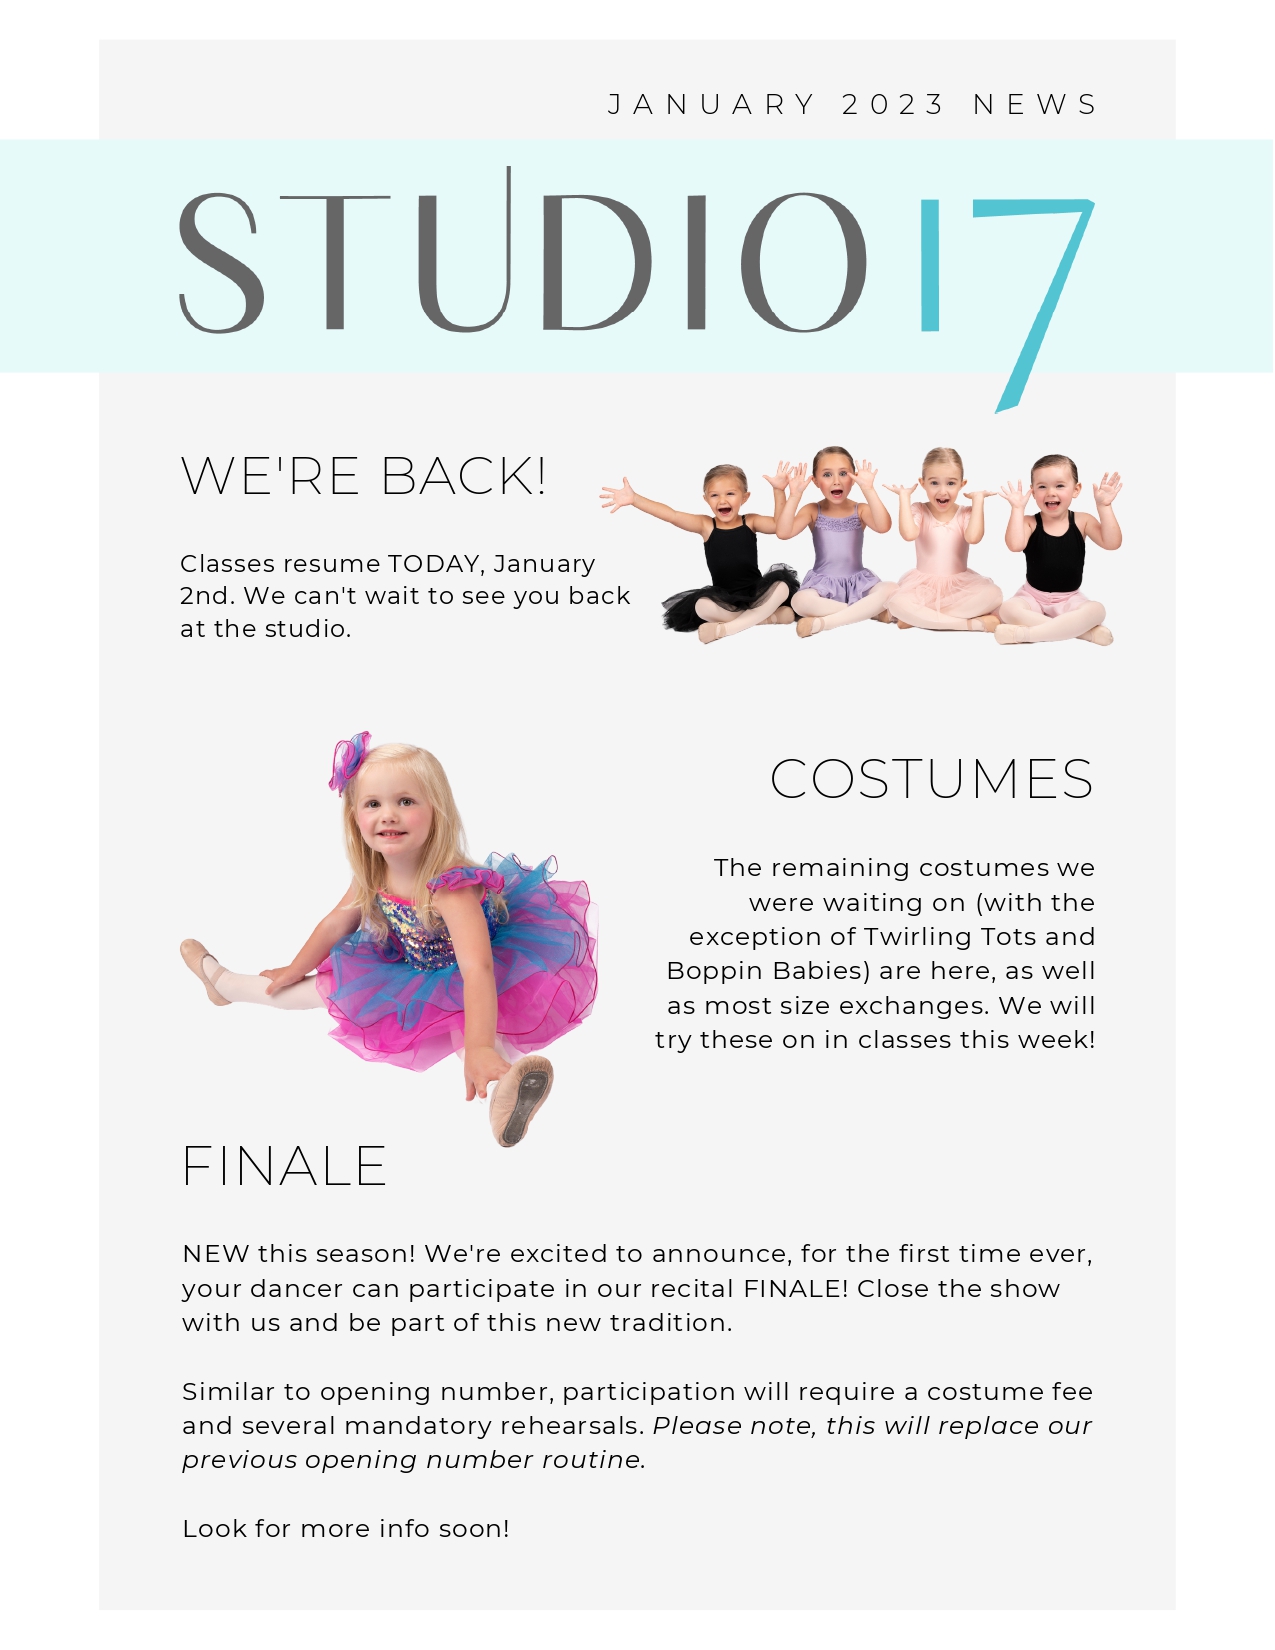 JANUARY 2023 NEWS
STUDIO 17
WE'RE BACK!
Classes resume TODAY, January
2nd. We can't wait to see you back
at the studio.
COSTUMES
The remaining costumes we
were waiting on (with the
exception of Twirling Tots and
Boppin Babies) are here, as well
as most size exchanges. We will
try these on in classes this week!
FINALE
NEW this season! We're excited to announce, for the first time ever,
your dancer can participate in our recital FINALE! Close the show
with us and be part of this new tradition.
Similar to opening number, participation will require a costume fee
and several mandatory rehearsals. Please note, this will replace our
previous opening number routine.
Look for more info soon!